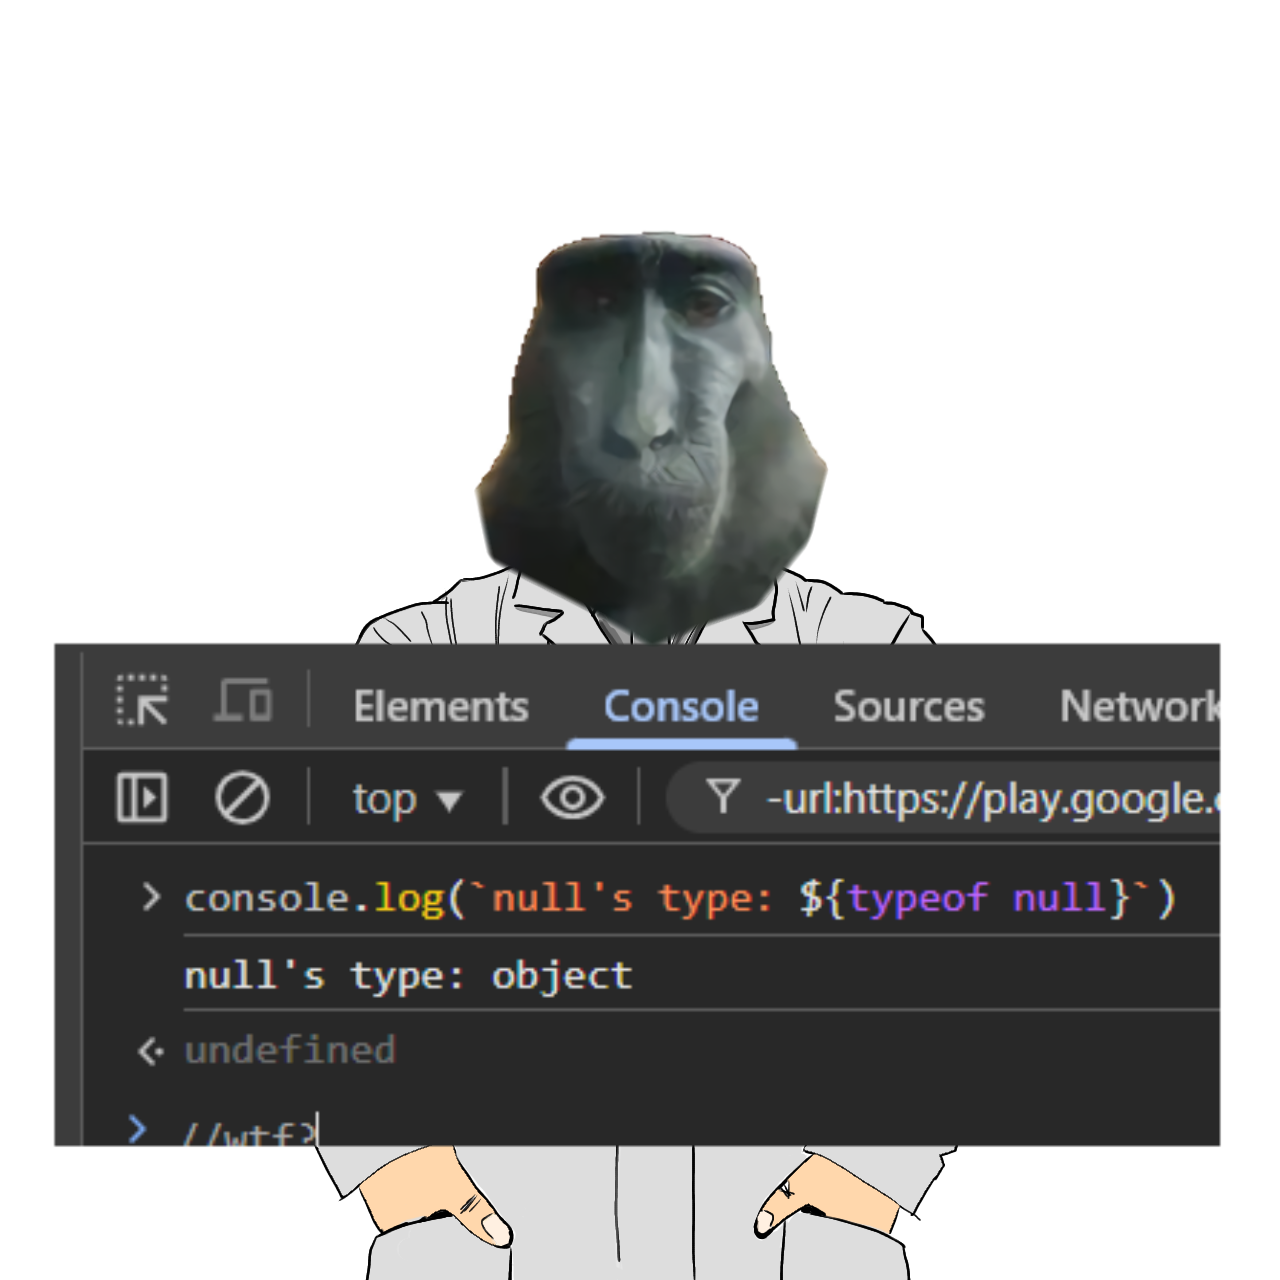 Elements Console Sources Network
top ▼ -url:https://play.google.
console.log(`null's type: ${typeof null}`)
null's type: object
undefined
//wtf?